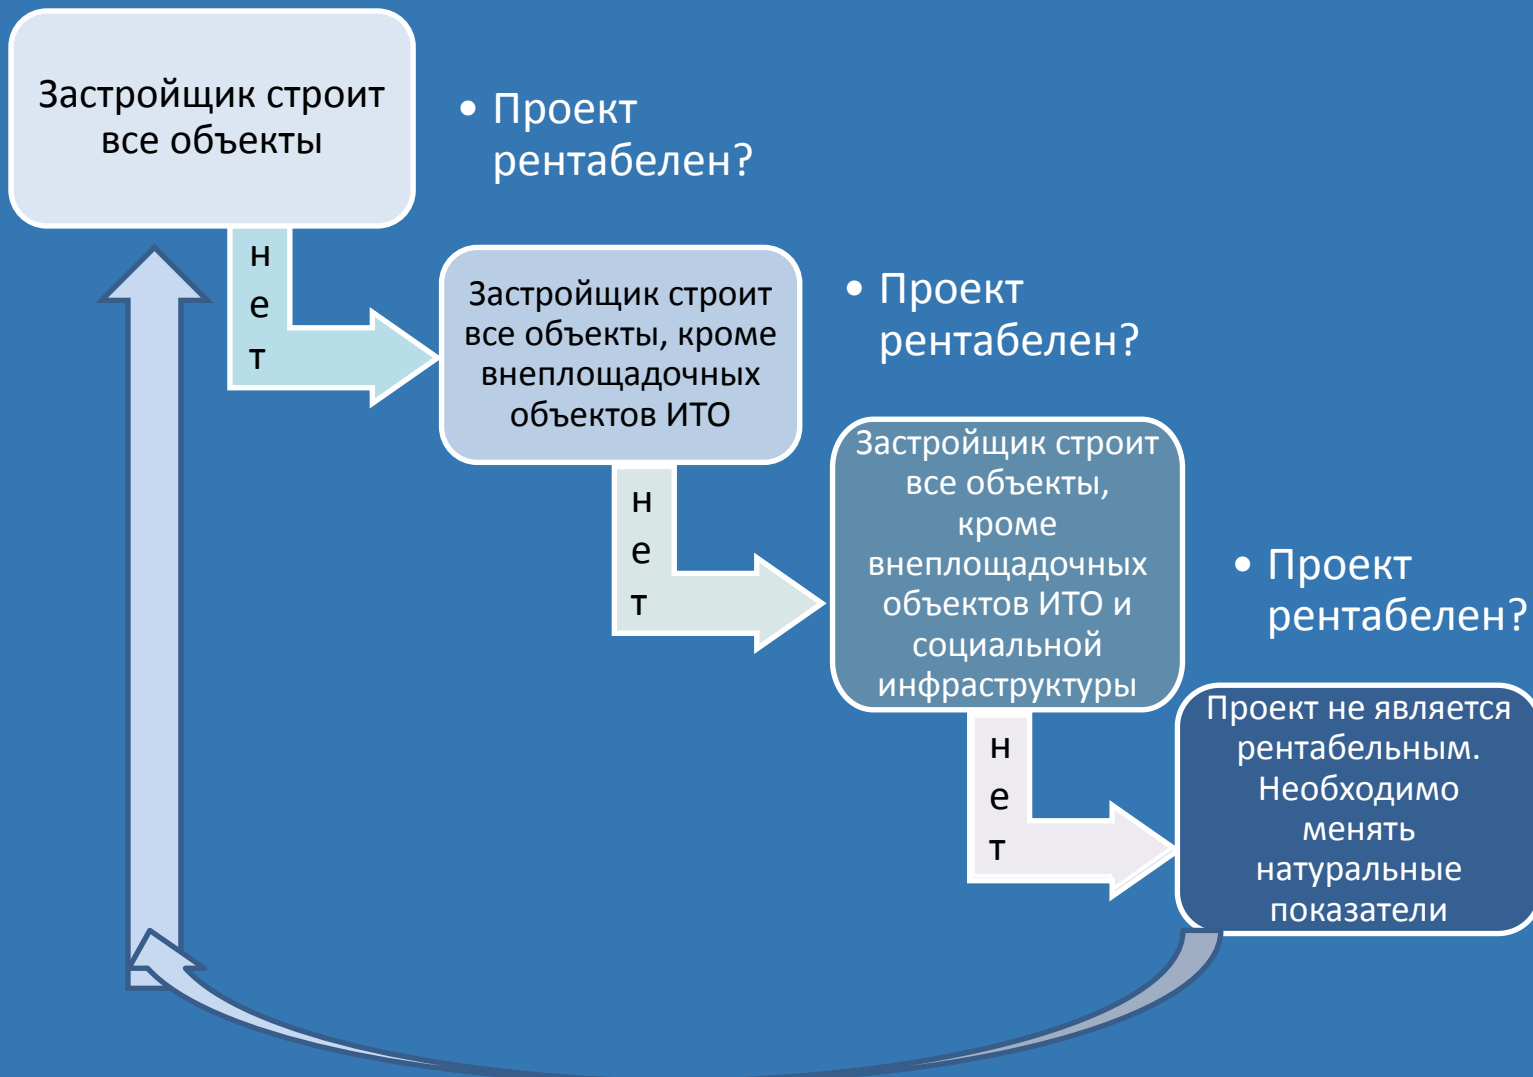 Застройщик строит
все объекты
• Проект
рентабелен?
н
е
т
Застройщик строит
все объекты, кроме
внеплощадочных
объектов ИТО
• Проект
рентабелен?
н
е
т
Застройщик строит
все объекты,
кроме
внеплощадочных
объектов ИТО и
социальной
инфраструктуры
• Проект
рентабелен?
н
е
т
Проект не является
рентабельным.
Необходимо
менять
натуральные
показатели